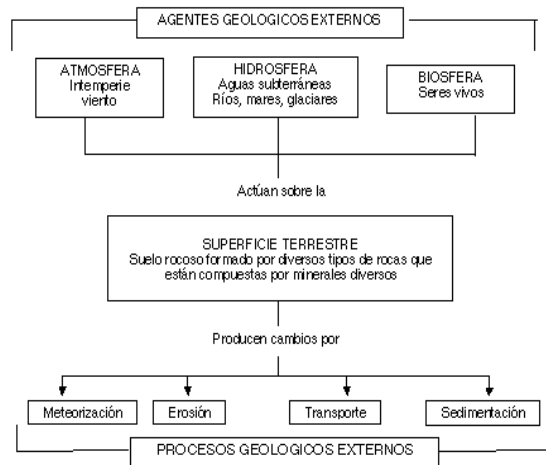 AGENTES GEOLOGICOS EXTERNOS
ATMOSFERA
Intemperie
viento
HIDROSFERA
Aguas subterráneas
Ríos, mares, glaciares
BIOSFERA
Seres vivos
Actúan sobre la
SUPERFICIE TERRESTRE
Suelo rocoso formado por diversos tipos de rocas que
están compuestas por minerales diversos
Producen cambios por
Meteorización
Erosión
Transporte
Sedimentación
PROCESOS GEOLOGICOS EXTERNOS